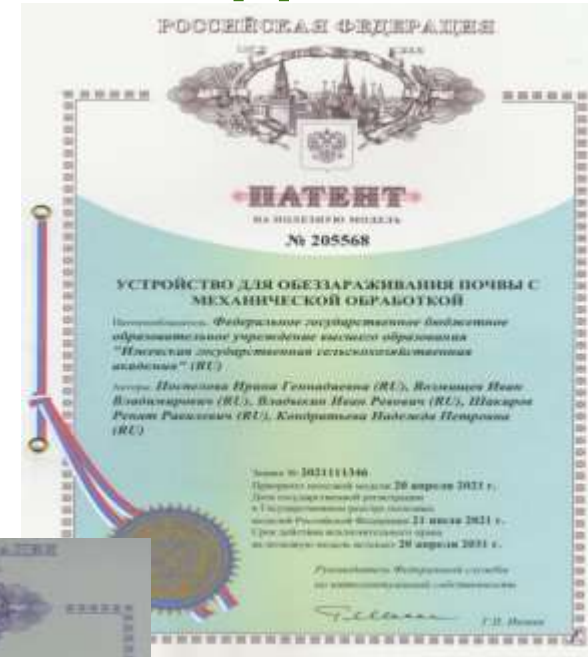 РОССИЙСКАЯ ФЕДЕРАЦИЯ
ПАТЕНТ
НА ПОЛЕЗНУЮ МОДЕЛЬ
№ 205568
УСТРОЙСТВО ДЛЯ ОБЕЗЗАРАЖИВАНИЯ ПОЧВЫ С
МЕХАНИЧЕСКОЙ ОБРАБОТКОЙ
Патентообладатель: Федеральное государственное бюджетное
образовательное учреждение высшего образования
"Ижевская государственная сельскохозяйственная
академия" (RU)
Авторы: Поспелова Ирина Геннадиевна (RU), Возмищев Иван
Владимирович (RU), Владыкин Иван Ревович (RU), Шакиров
Ренат Равилевич (RU), Кондратьева Надежда Петровна
(RU)
Заявка № 2021111346
Приоритет полезной модели 20 апреля 2021 г.
Дата государственной регистрации
в Государственном реестре полезных
моделей Российской Федерации 21 июля 2021 г.
Срок действия исключительного права
на полезную модель истекает 20 апреля 2031 г.
Руководитель Федеральной службы
по интеллектуальной собственности
Г.П. Ивлиев